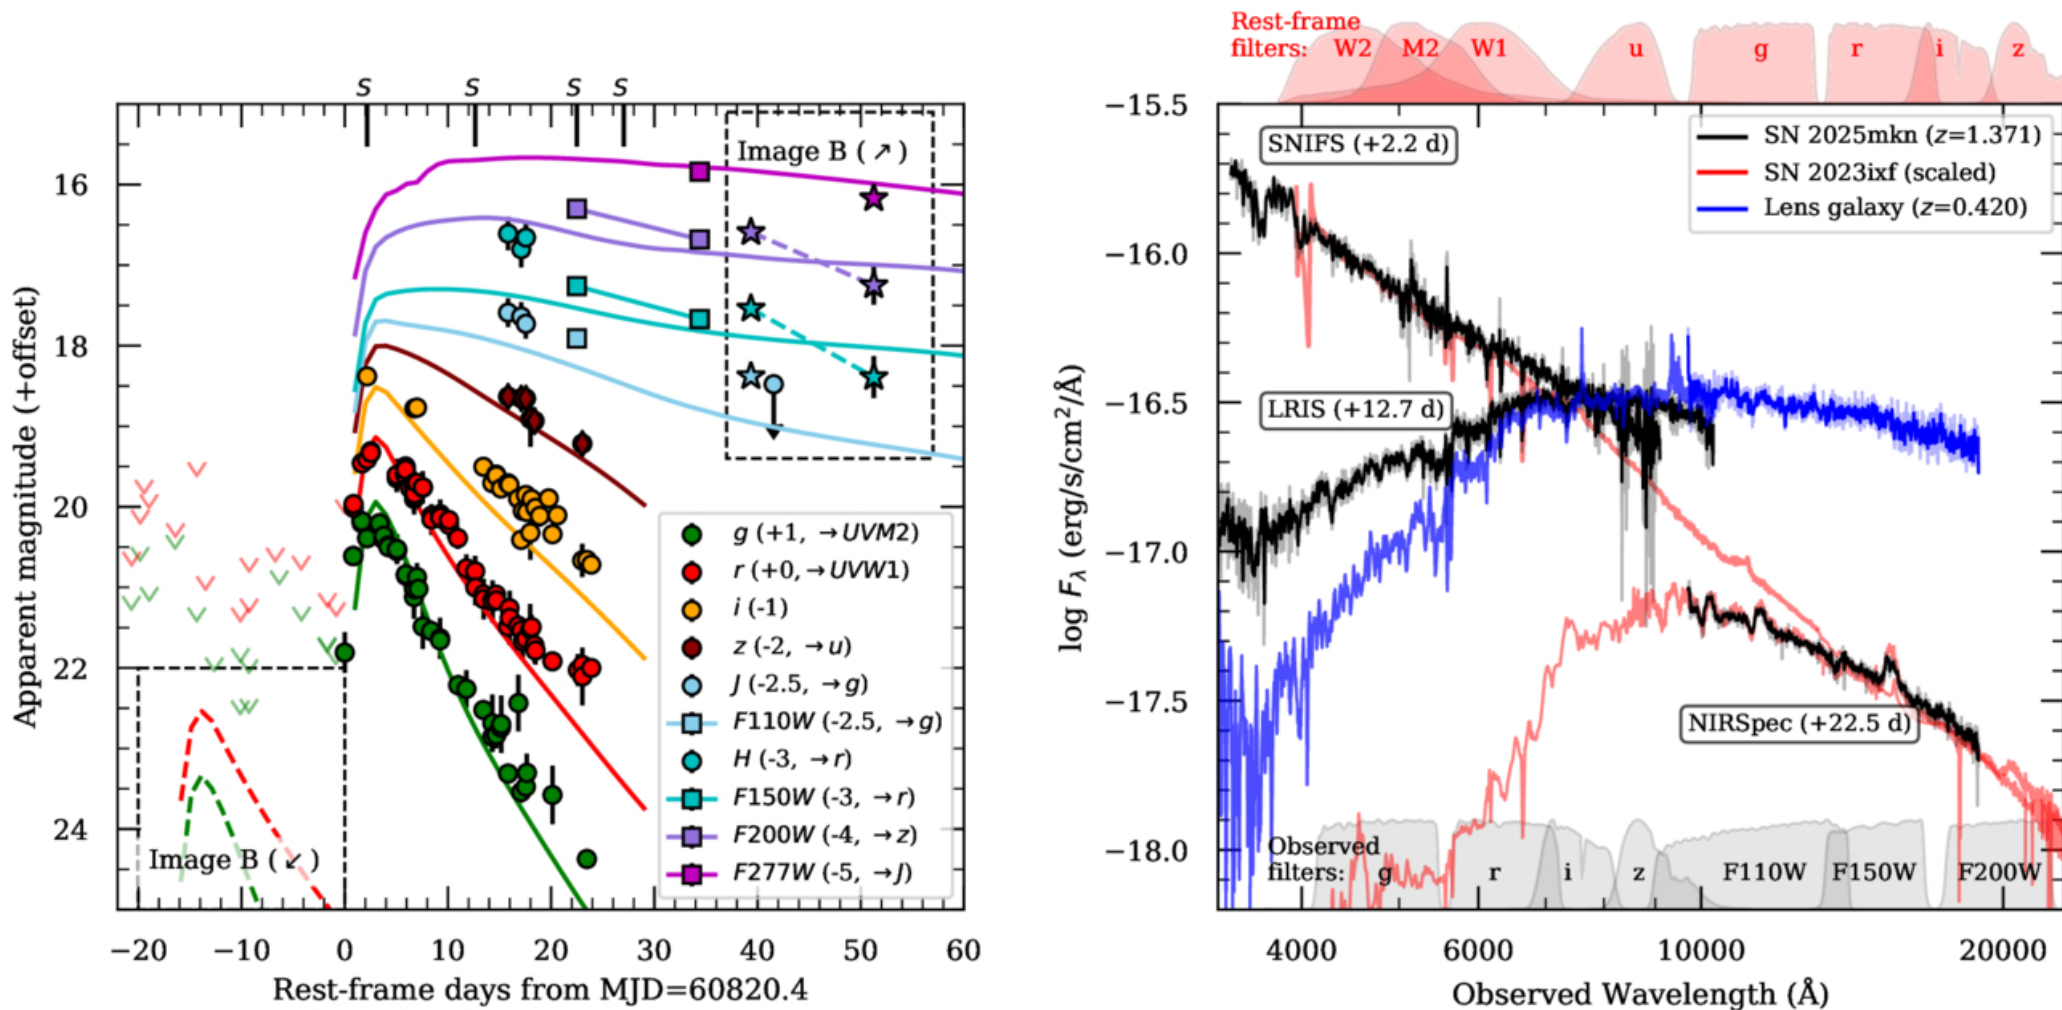 S S S S
Image B (↗)
Apparent magnitude (+offset)
16
18
20
22
24
g (+1, →UVM2)
r (+0, →UVW1)
i (-1)
z (-2, →u)
J (-2.5, →g)
F110W (-2.5, →g)
H (-3, →r)
F150W (-3, →r)
F200W (-4, →z)
F277W (-5, →J)
Image B (↙)
−20 −10 0 10 20 30 40 50 60
Rest-frame days from MJD=60820.4
Rest-frame
filters: W2 M2 W1 u g r i z
−15.5
−16.0
−16.5
−17.0
−17.5
−18.0
log Fλ (erg/s/cm²/Å)
SNIFS (+2.2 d)
SN 2025mkn (z=1.371)
SN 2023ixf (scaled)
Lens galaxy (z=0.420)
LRIS (+12.7 d)
NIRSpec (+22.5 d)
Observed
filters: g r i z F110W F150W F200W
4000 6000 10000 20000
Observed Wavelength (Å)